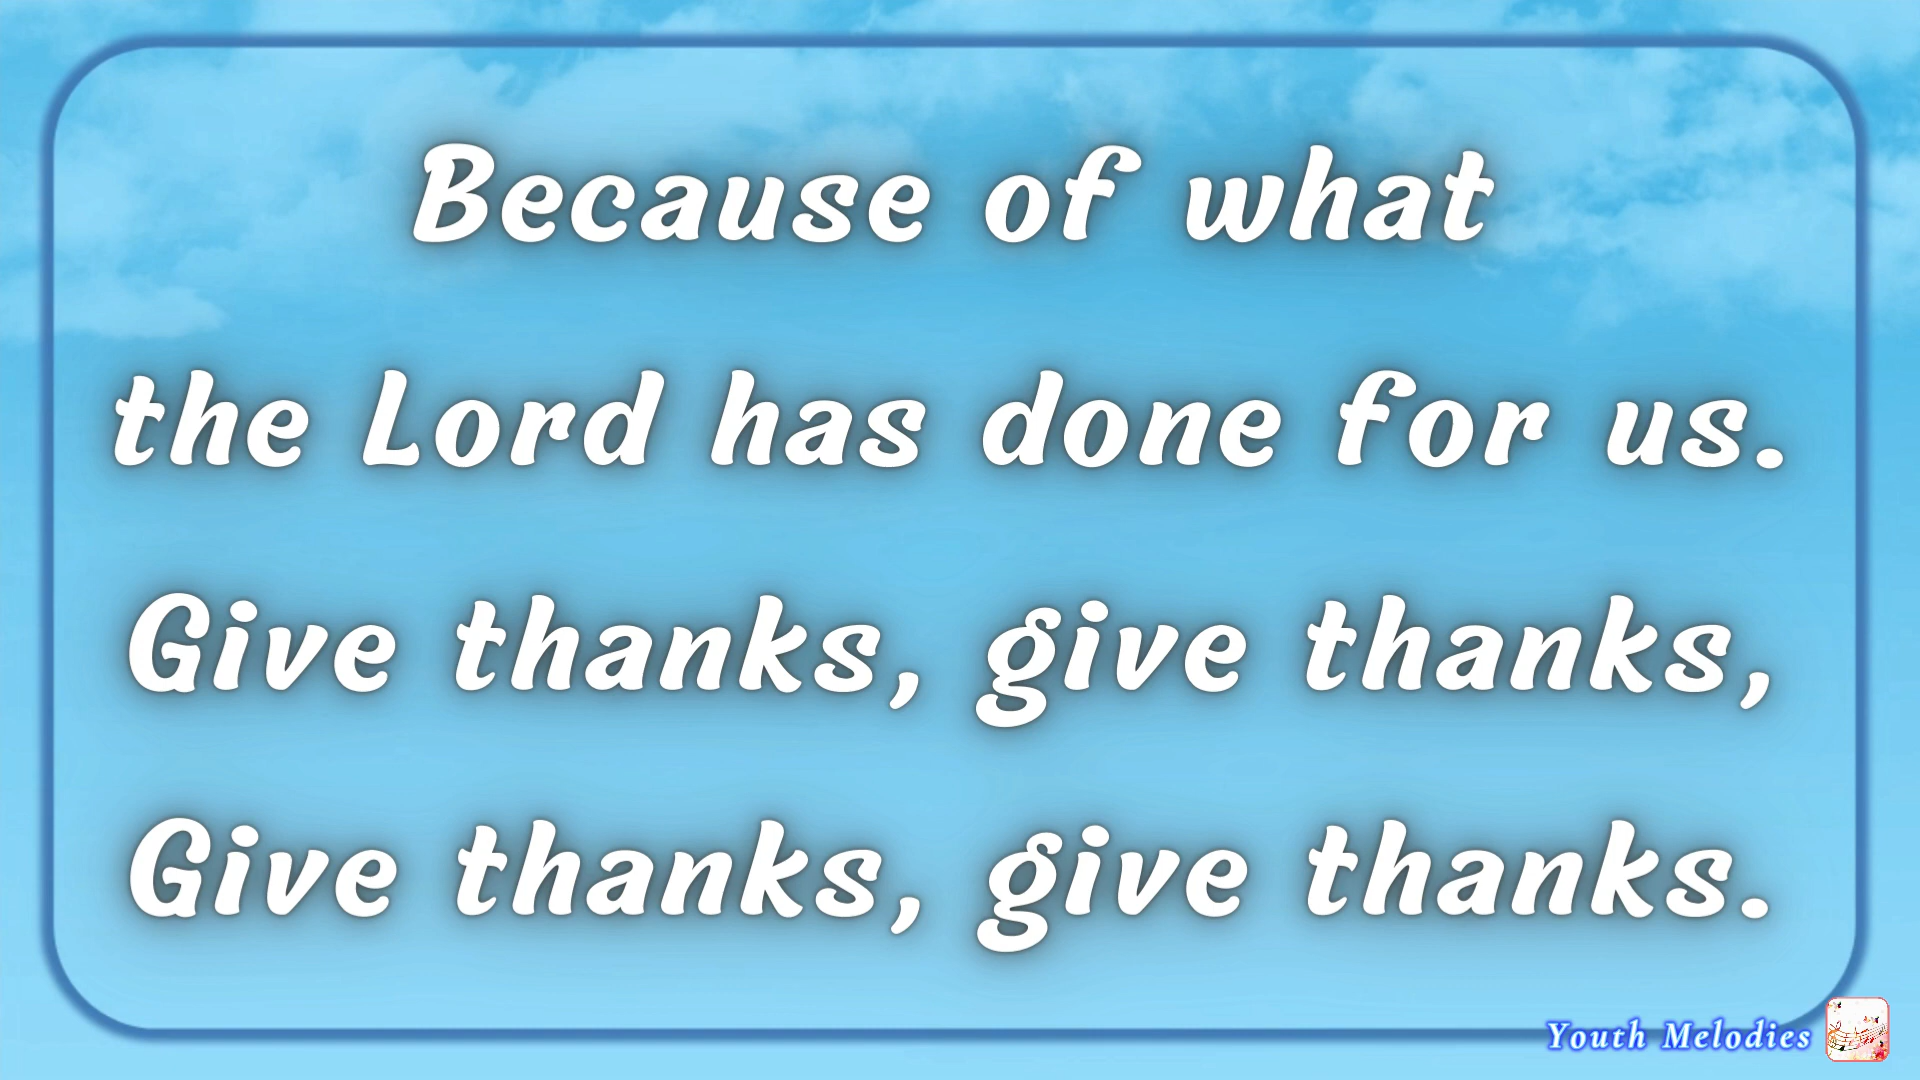 Because of what
the Lord has done for us.
Give thanks, give thanks,
Give thanks, give thanks.
Youth Melodies